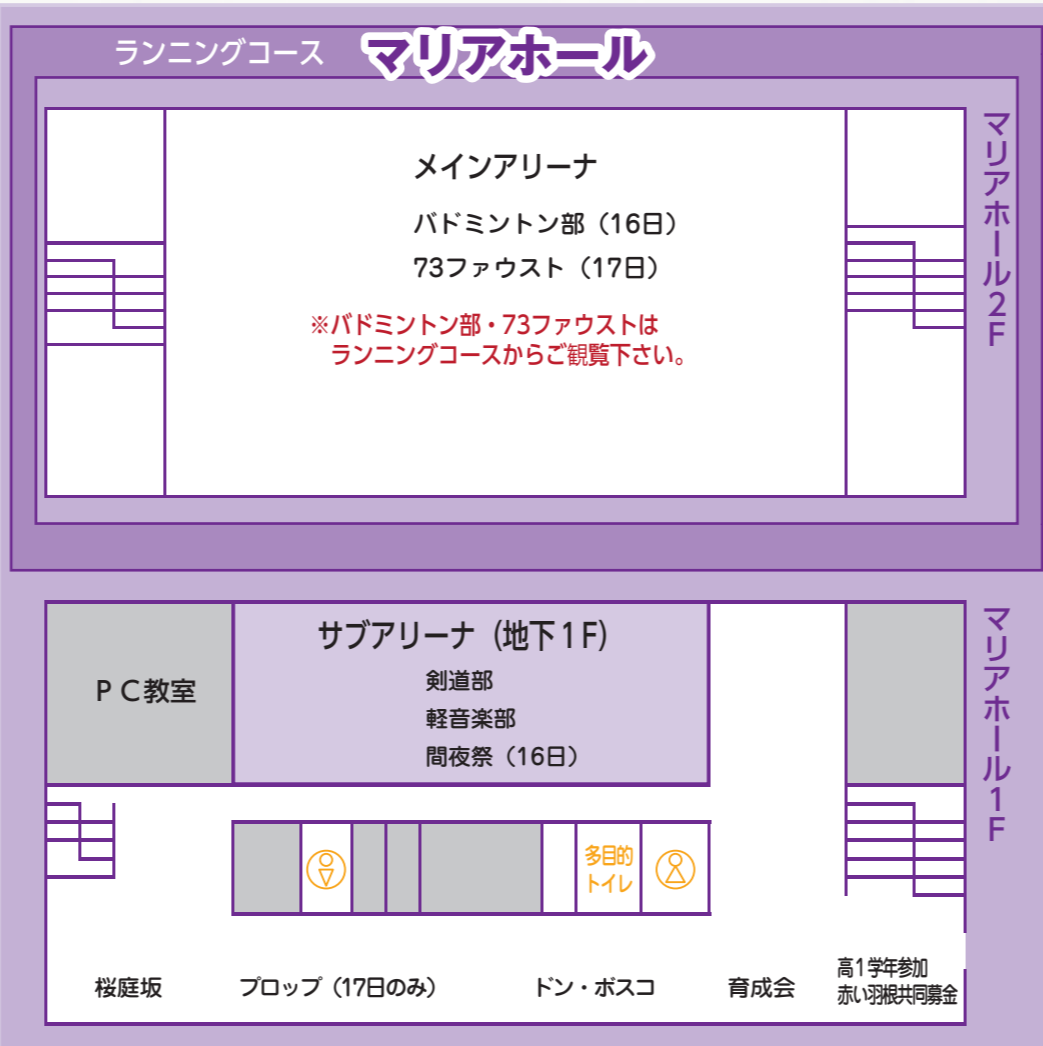 ランニングコース
マリアホール
マリアホール2F
メインアリーナ
バドミントン部（16日）
73ファウスト（17日）
※バドミントン部・73ファウストは
ランニングコースからご観覧下さい。
マリアホール1F
サブアリーナ（地下１F）
ＰＣ教室
剣道部
軽音楽部
間夜祭（16日）
多目的
トイレ
桜庭坂
プロップ（17日のみ）
ドン・ボスコ
育成会
高1学年参加
赤い羽根共同募金